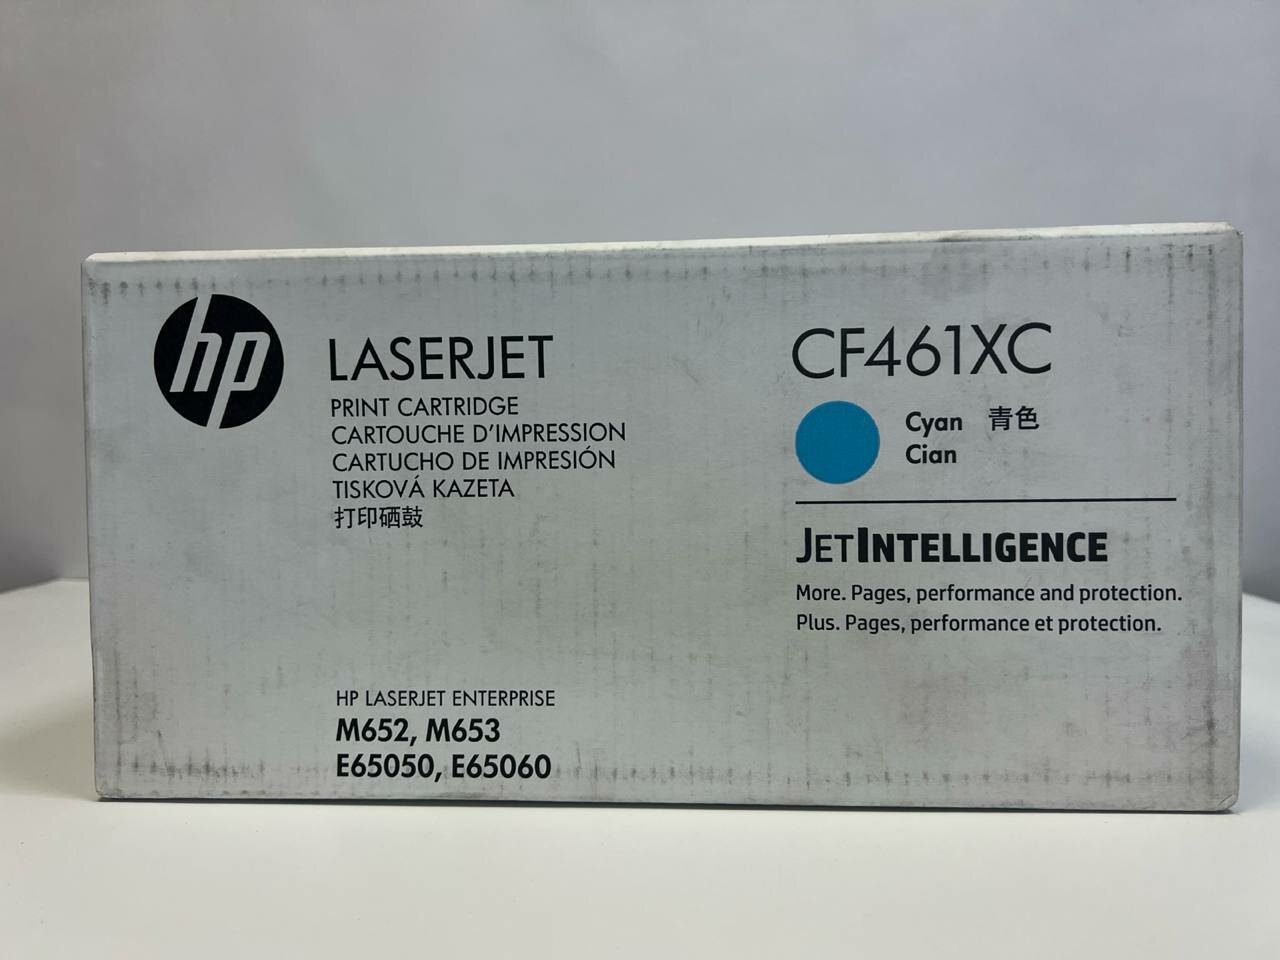 hp
LASERJET
PRINT CARTRIDGE
CARTOUCHE D'IMPRESSION
CARTUCHO DE IMPRESIÓN
TISKOVÁ KAZETA
打印硒鼓
HP LASERJET ENTERPRISE
M652, M653
E65050, E65060
CF461XC
Cyan 青色
Cian
JETINTELLIGENCE
More. Pages, performance and protection.
Plus. Pages, performance et protection.